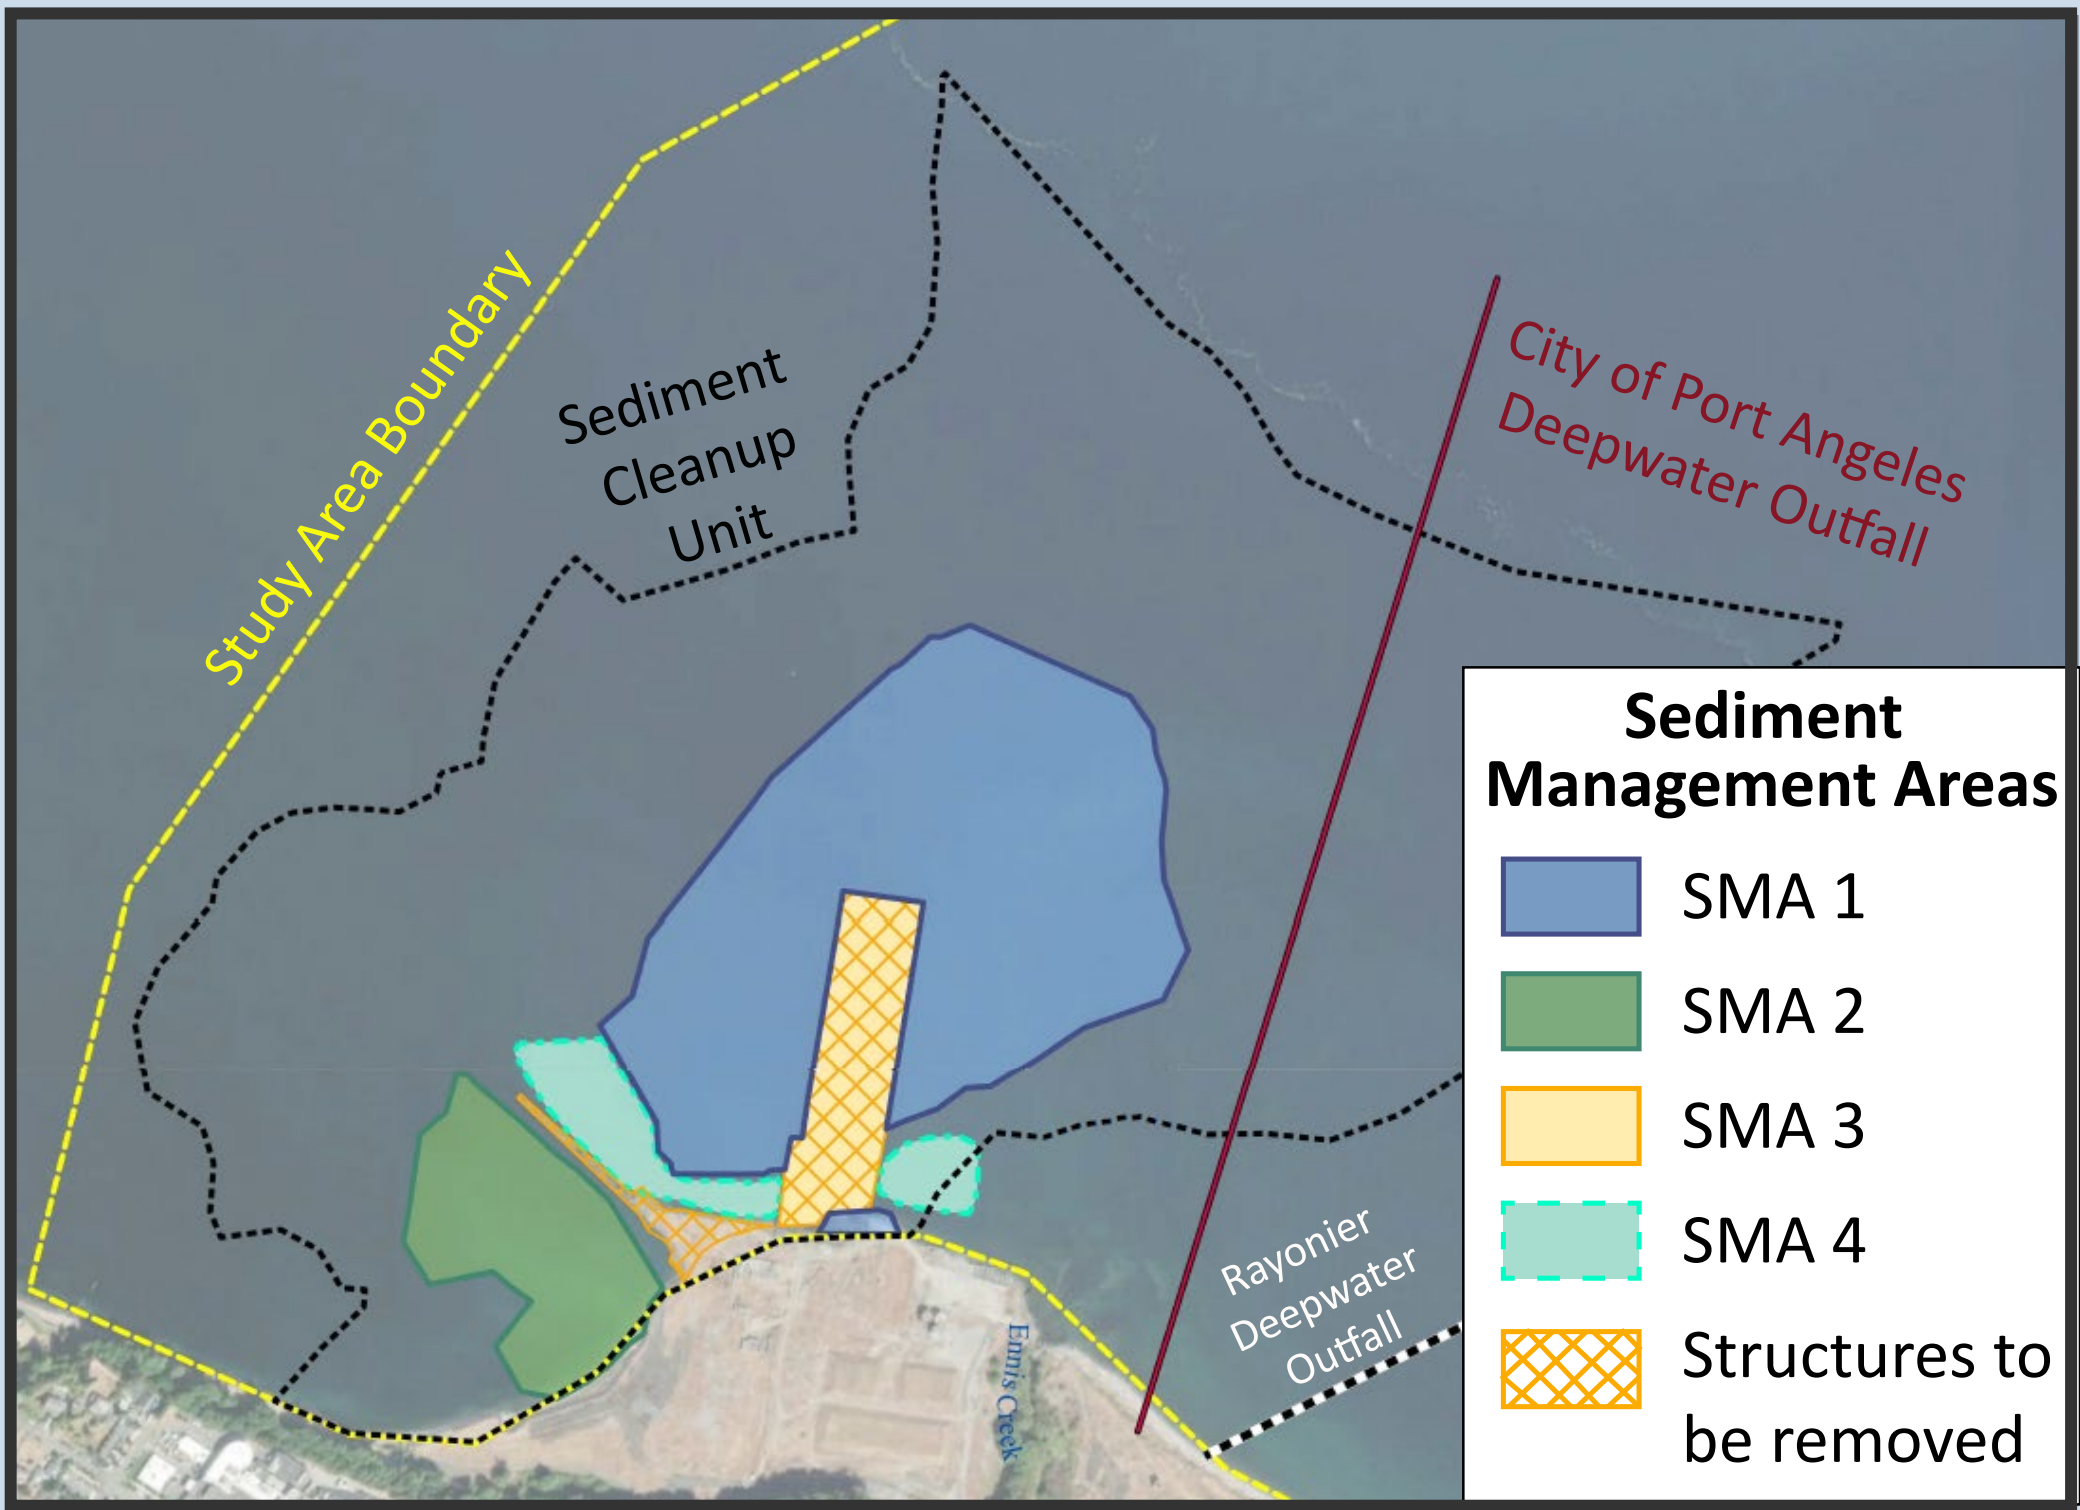 Study Area Boundary
Sediment
Cleanup
Unit
City of Port Angeles
Deepwater Outfall
Rayonier
Deepwater
Outfall
Ennis Creek
Sediment
Management Areas
SMA 1
SMA 2
SMA 3
SMA 4
Structures to
be removed